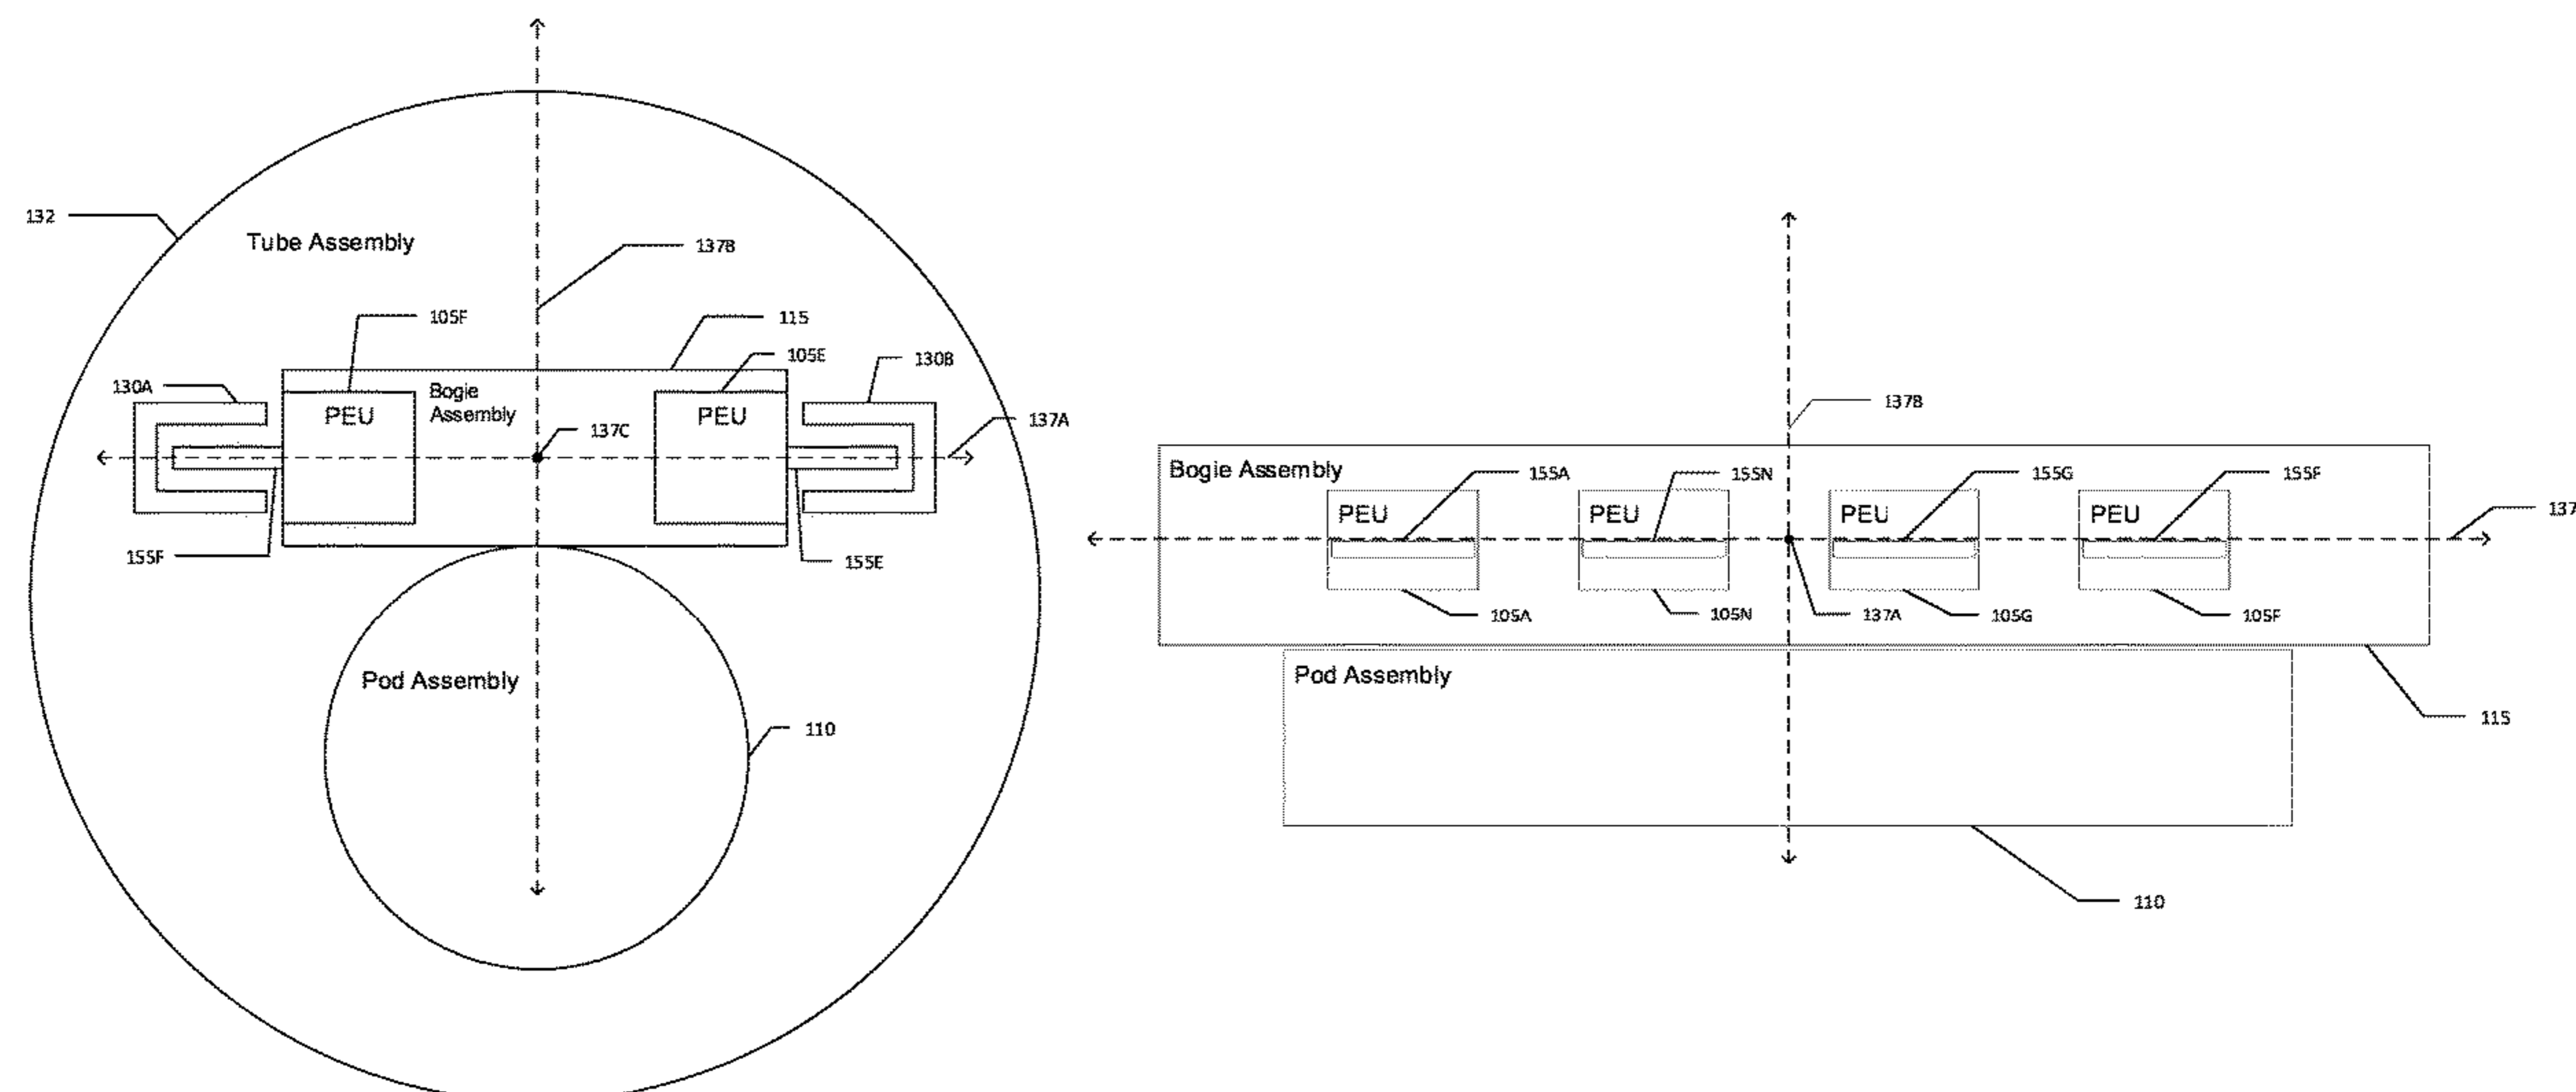 132
Tube Assembly
137B
105F
115
105E
130B
130A
Bogie
Assembly
PEU
PEU
137A
137C
155F
155E
Pod Assembly
110
137B
Bogie Assembly
155A
155N
155G
155F
PEU
PEU
PEU
PEU
137
105A
105N
137A
105G
105F
Pod Assembly
115
110